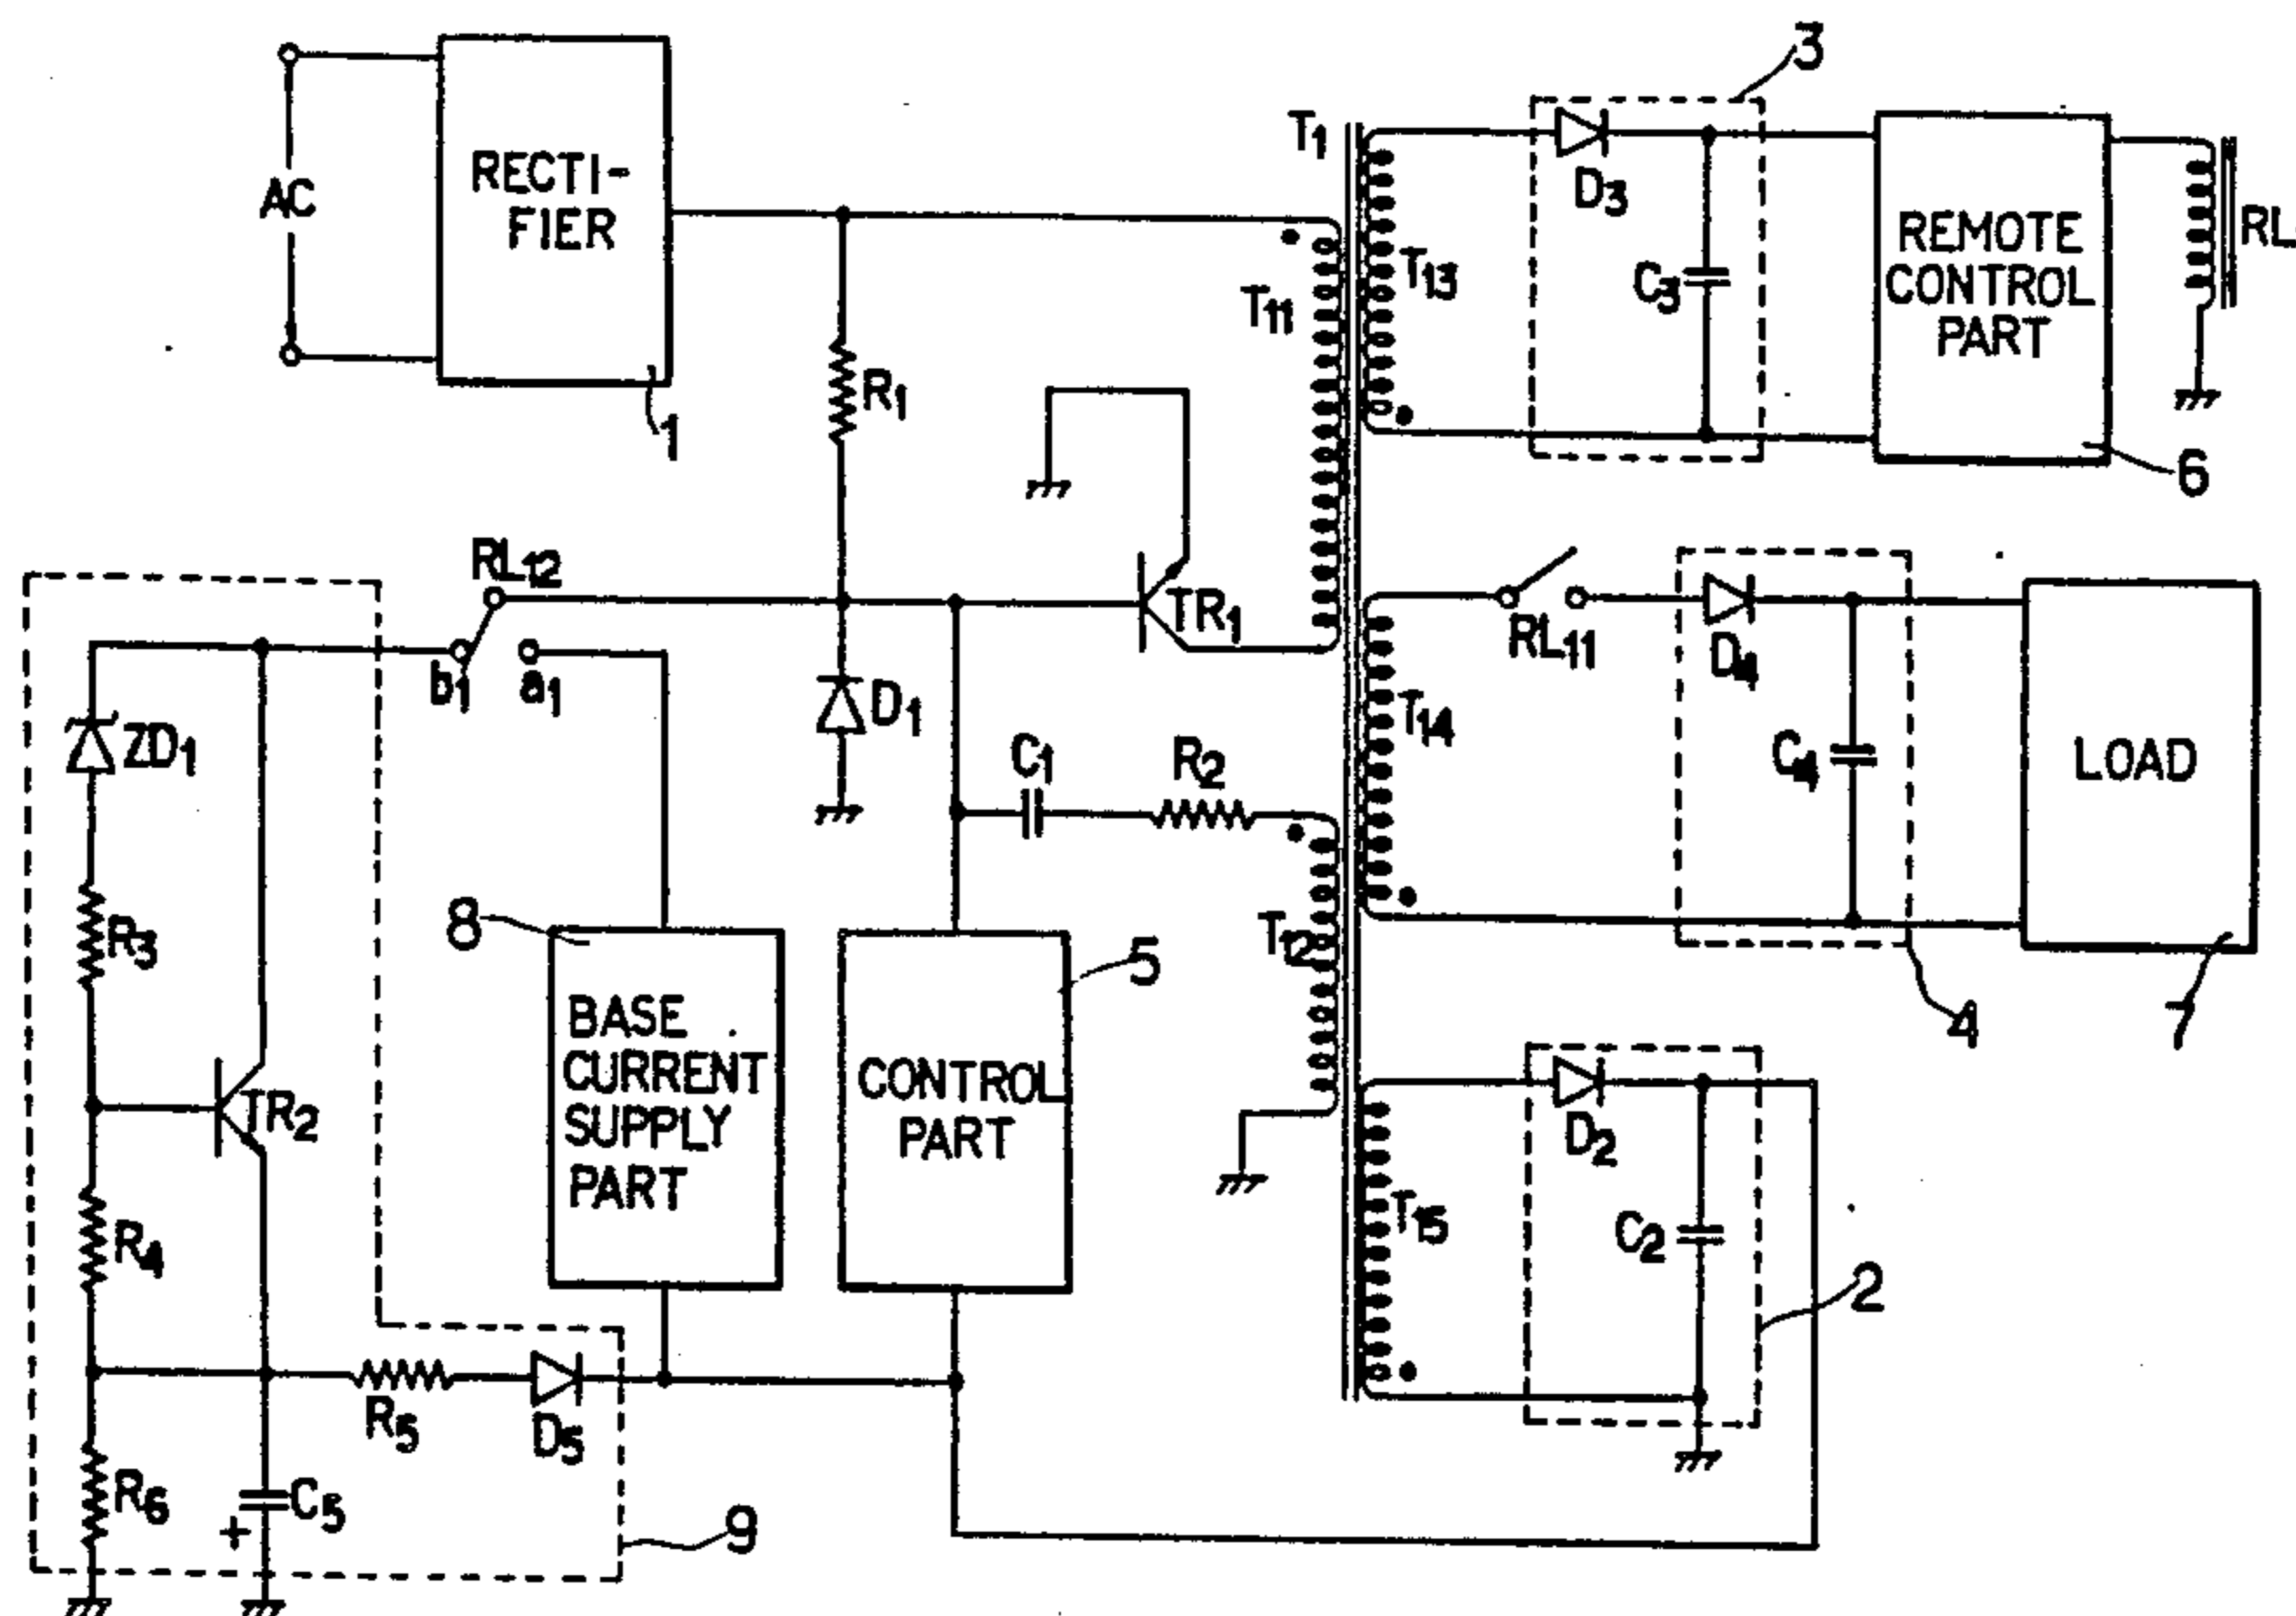 3
T1
AC
RECTI-
FIER
D3
T13
C3
REMOTE
CONTROL
PART
RL
T11
R1
1
6
RL12
TR1
RL11
D4
b1
a1
D1
T14
ZD1
C1
R2
C4
LOAD
8
R3
T12
5
4
7
BASE
CURRENT
SUPPLY
PART
CONTROL
PART
TR2
D2
T15
C2
R4
2
R5
D5
R6
C5
+
9